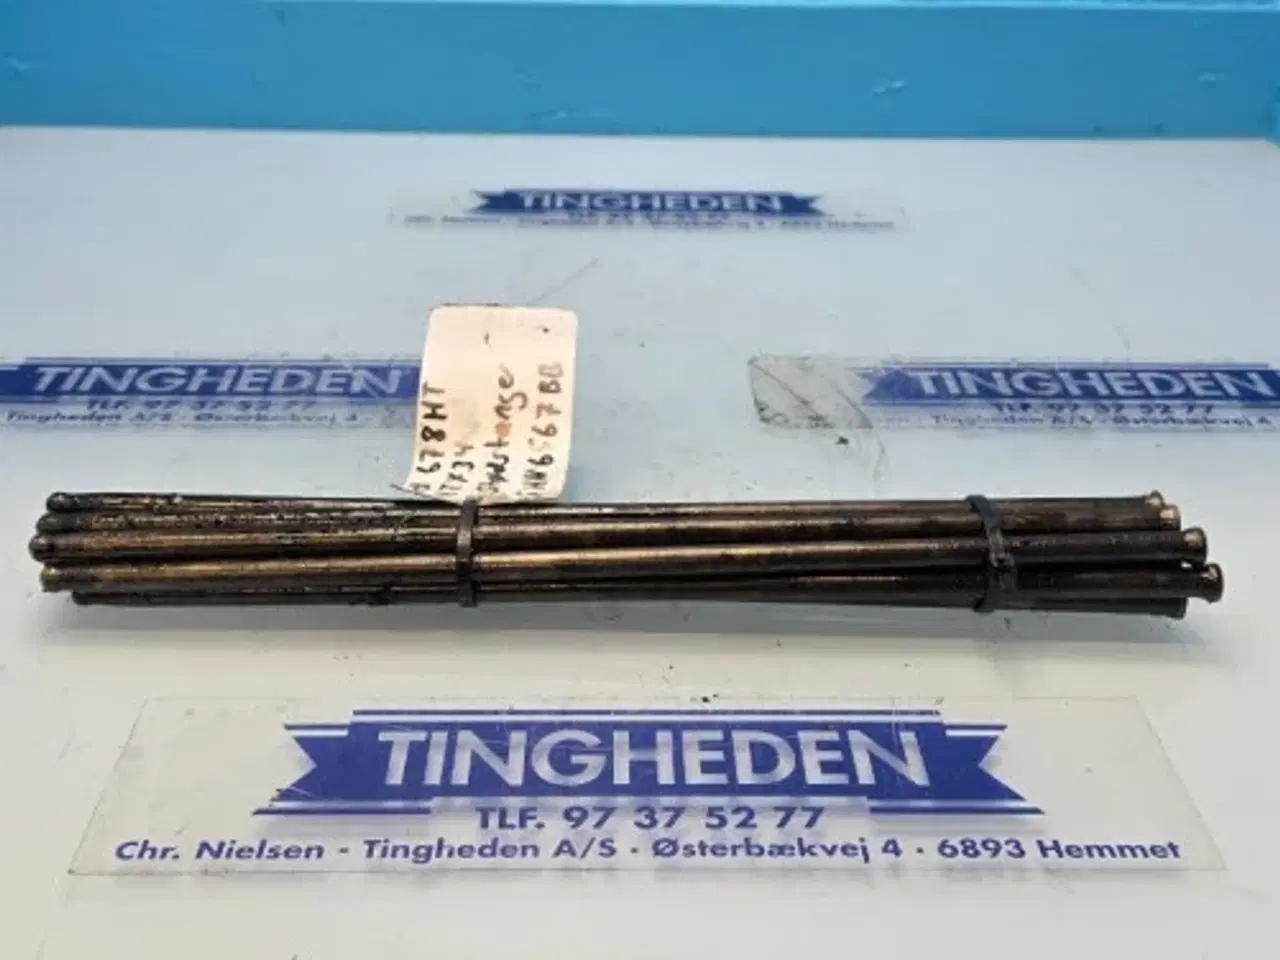 TINGHEDEN
TINGHEDEN
TLF. 97 37 52 77
Tingheden A/S - Østerbækvej 4
678HT
TINGHEDEN
TLF. 97 37 52 77
Tingheden A/S - Østerbækvej 4
TINGHEDEN
TLF. 97 37 52 77
Chr. Nielsen - Tingheden A/S - Østerbækvej 4 - 6893 Hemmet